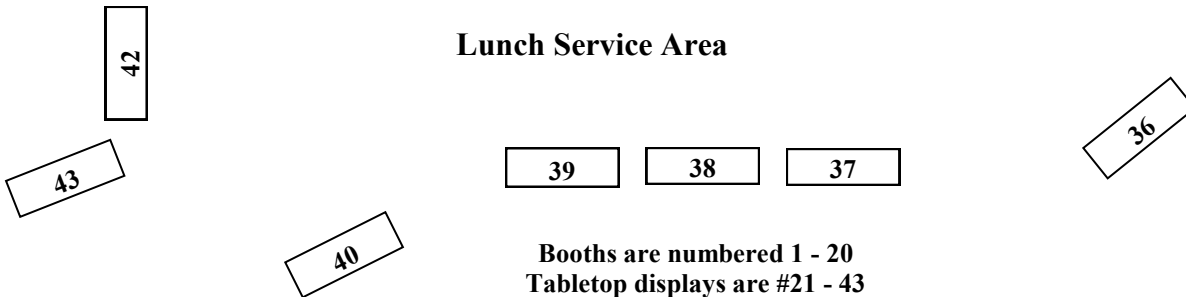 42
Lunch Service Area
36
43
39 38 37
40
Booths are numbered 1 - 20
Tabletop displays are #21 - 43